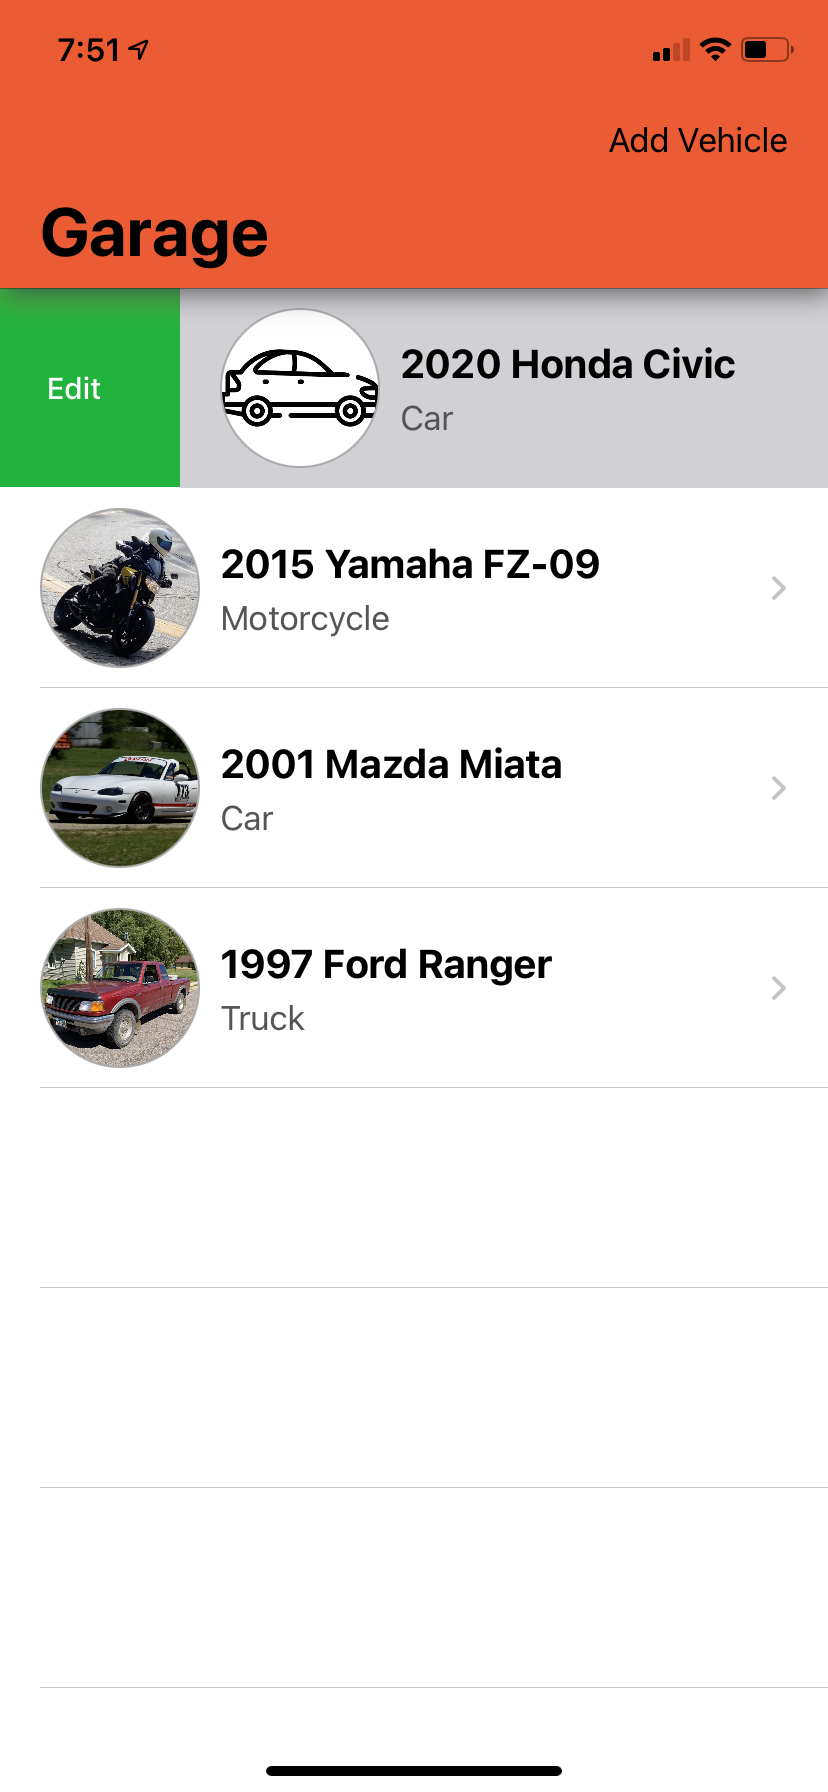 7:51
Add Vehicle
Garage
Edit
2020 Honda Civic
Car
2015 Yamaha FZ-09
Motorcycle
2001 Mazda Miata
Car
173
1997 Ford Ranger
Truck